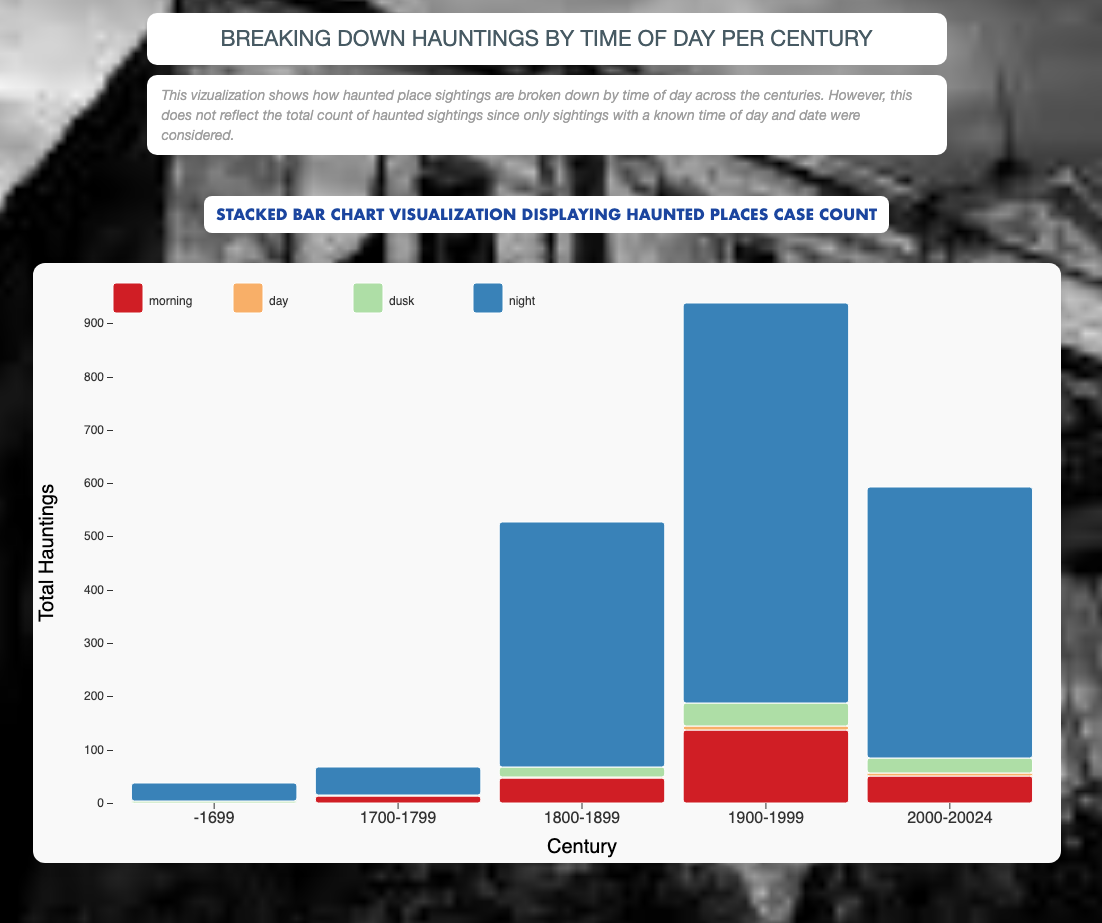 BREAKING DOWN HAUNTINGS BY TIME OF DAY PER CENTURY
This vizualization shows how haunted place sightings are broken down by time of day across the centuries. However, this
does not reflect the total count of haunted sightings since only sightings with a known time of day and date were
considered.
STACKED BAR CHART VISUALIZATION DISPLAYING HAUNTED PLACES CASE COUNT
morning
day
dusk
night
900
800
700
600
500
400
300
200
100
0
Total Hauntings
-1699
1700-1799
1800-1899
1900-1999
2000-20024
Century